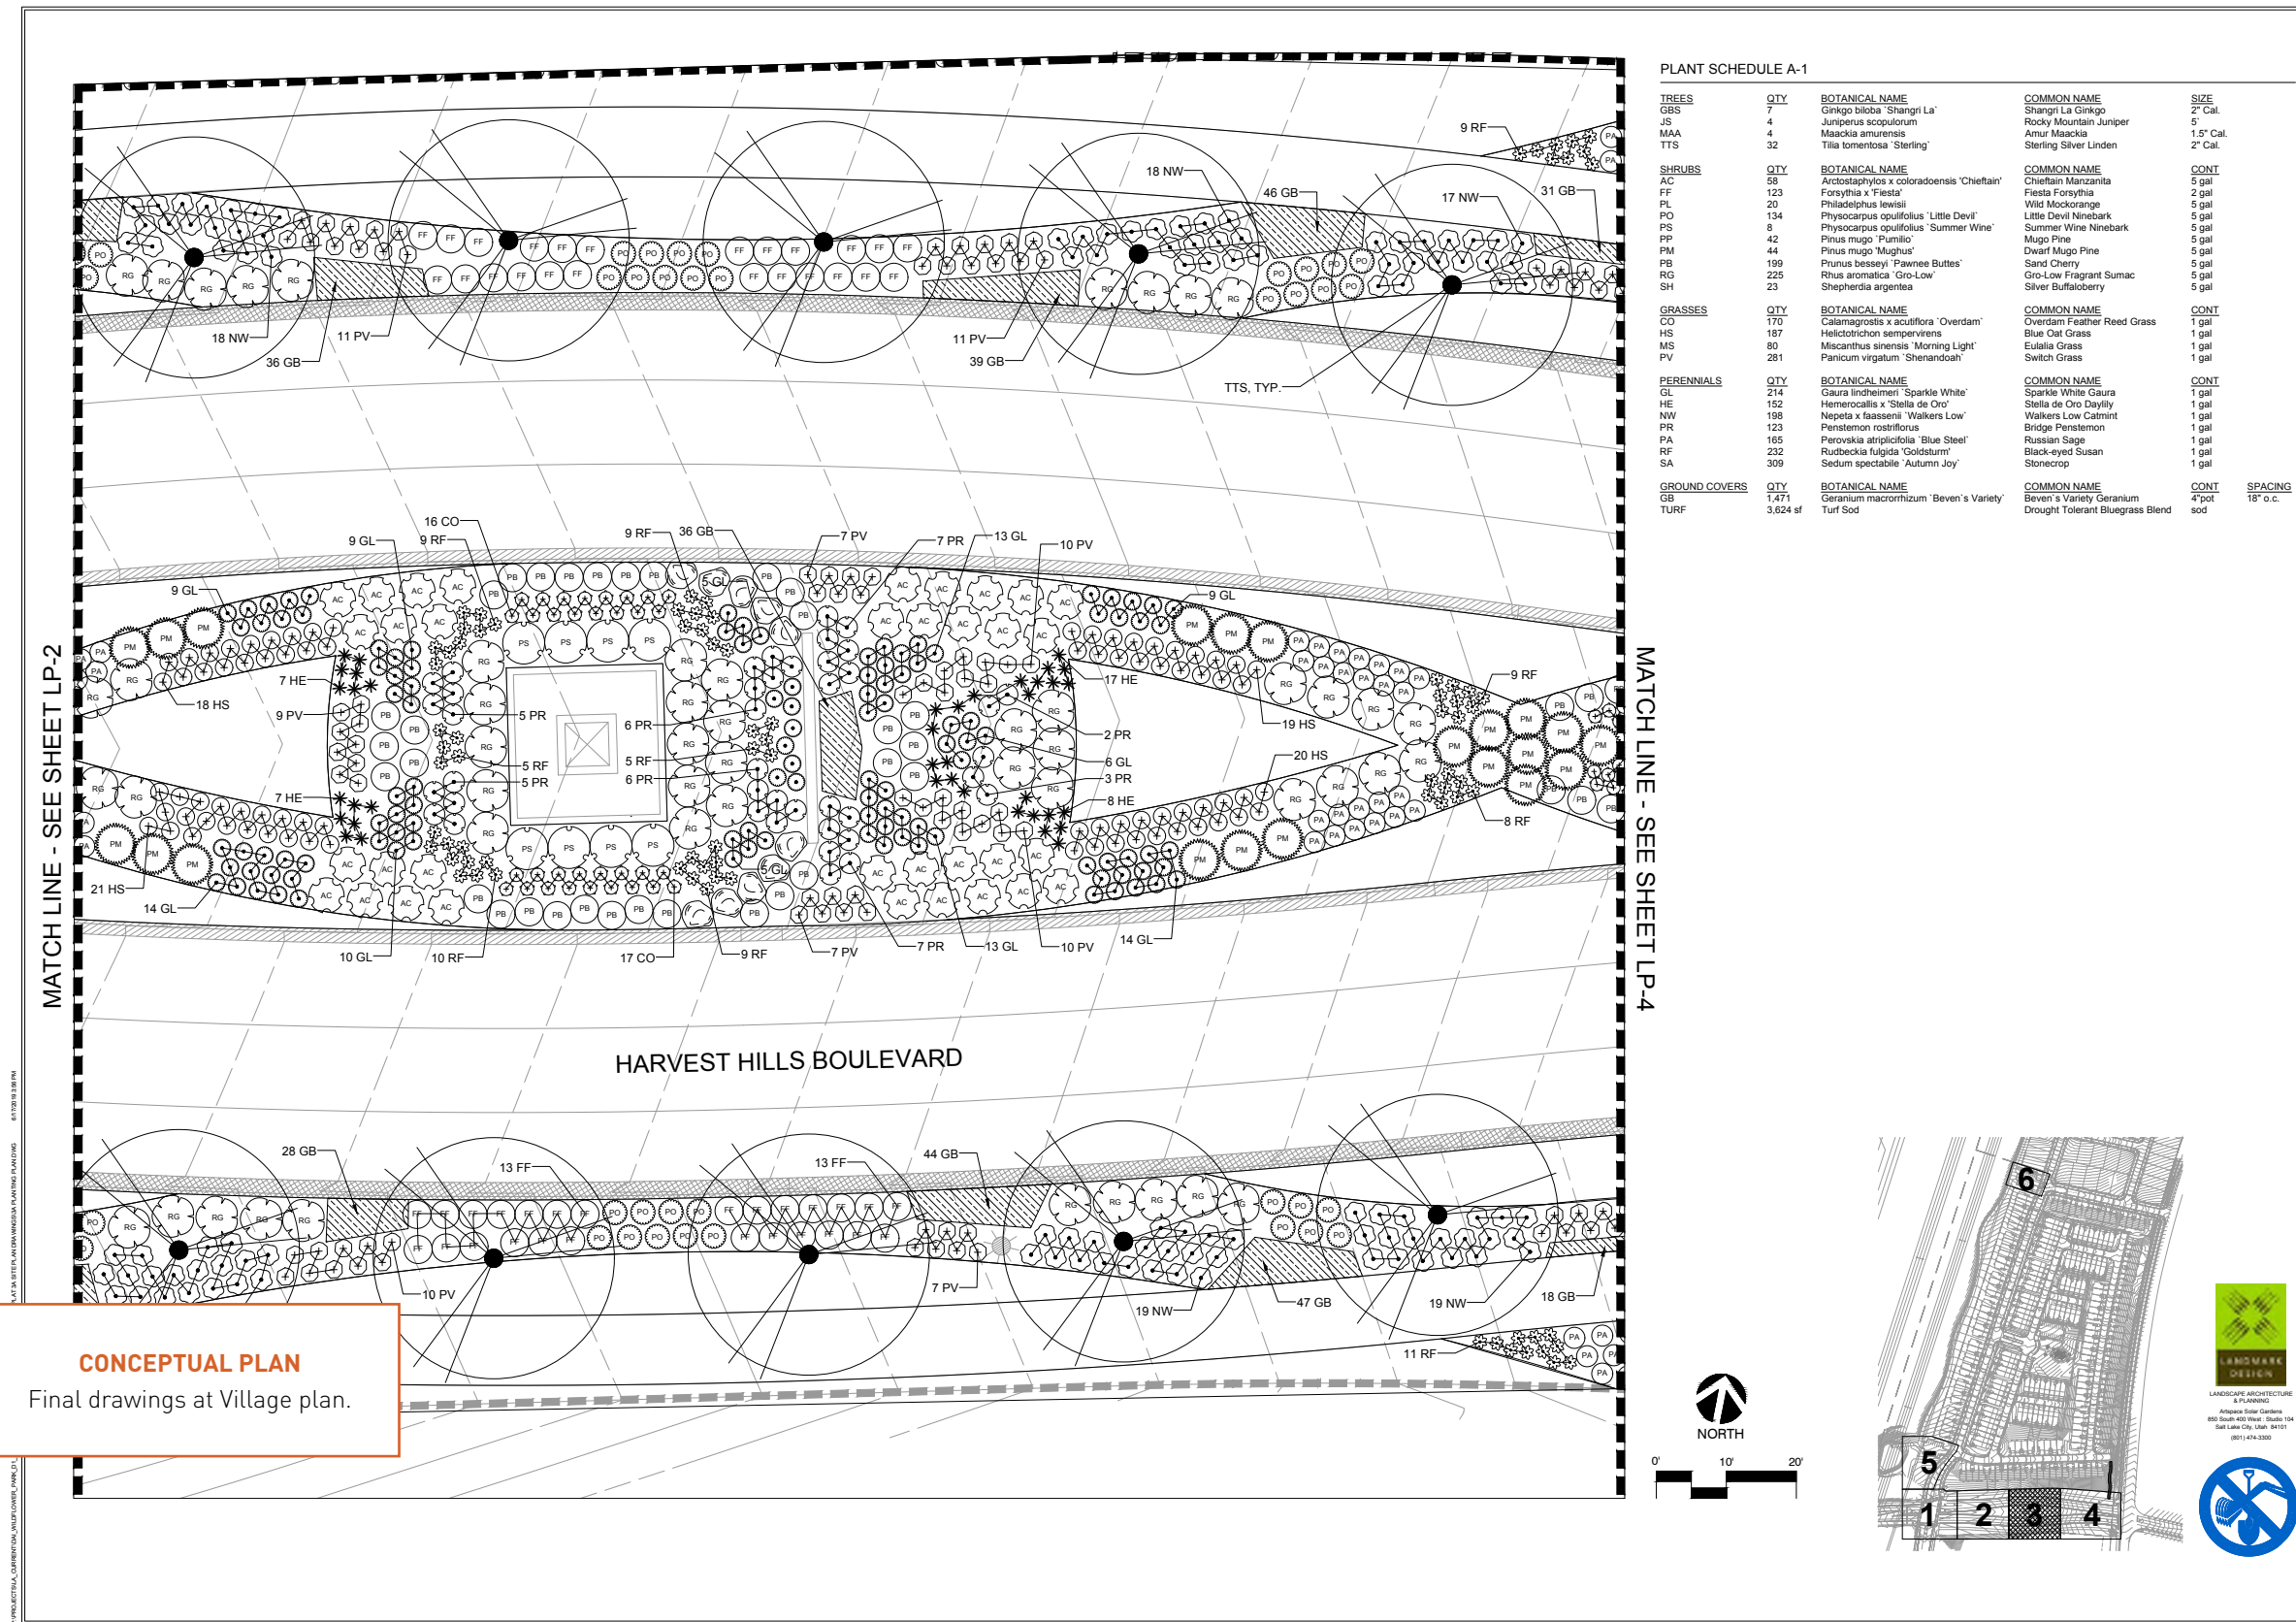 PLANT SCHEDULE A-1
TREES QTY BOTANICAL NAME COMMON NAME SIZE
GBS 7 Ginkgo biloba `Shangri La` Shangri La Ginkgo 2" Cal.
JS 4 Juniperus scopulorum Rocky Mountain Juniper 5`
MAA 4 Maackia amurensis Amur Maackia 1.5" Cal.
TTS 32 Tilia tomentosa `Sterling` Sterling Silver Linden 2" Cal.
SHRUBS QTY BOTANICAL NAME COMMON NAME CONT
AC 58 Arctostaphylos x coloradoensis 'Chieftain' Chieftain Manzanita 5 gal
FF 123 Forsythia x 'Fiesta' Fiesta Forsythia 2 gal
PL 20 Philadelphus lewisii Wild Mockorange 5 gal
PO 134 Physocarpus opulifolius `Little Devil` Little Devil Ninebark 5 gal
PS 8 Physocarpus opulifolius `Summer Wine` Summer Wine Ninebark 5 gal
PP 42 Pinus mugo `Pumilio` Mugo Pine 5 gal
PM 44 Pinus mugo 'Mughus' Dwarf Mugo Pine 5 gal
PB 199 Prunus besseyi `Pawnee Buttes` Sand Cherry 5 gal
RG 225 Rhus aromatica `Gro-Low` Gro-Low Fragrant Sumac 5 gal
SH 23 Shepherdia argentea Silver Buffaloberry 5 gal
GRASSES QTY BOTANICAL NAME COMMON NAME CONT
CO 170 Calamagrostis x acutiflora `Overdam` Overdam Feather Reed Grass 1 gal
HS 187 Helictotrichon sempervirens Blue Oat Grass 1 gal
MS 80 Miscanthus sinensis `Morning Light` Eulalia Grass 1 gal
PV 281 Panicum virgatum `Shenandoah` Switch Grass 1 gal
PERENNIALS QTY BOTANICAL NAME COMMON NAME CONT
GL 214 Gaura lindheimeri `Sparkle White` Sparkle White Gaura 1 gal
HE 152 Hemerocallis x 'Stella de Oro' Stella de Oro Daylily 1 gal
NW 198 Nepeta x faassenii `Walkers Low` Walkers Low Catmint 1 gal
PR 123 Penstemon rostriflorus Bridge Penstemon 1 gal
PA 165 Perovskia atriplicifolia `Blue Steel` Russian Sage 1 gal
RF 232 Rudbeckia fulgida 'Goldsturm' Black-eyed Susan 1 gal
SA 309 Sedum spectabile `Autumn Joy` Stonecrop 1 gal
GROUND COVERS QTY BOTANICAL NAME COMMON NAME CONT SPACING
GB 1,471 Geranium macrorrhizum `Beven`s Variety` Beven`s Variety Geranium 4"pot 18" o.c.
TURF 3,624 sf Turf Sod Drought Tolerant Bluegrass Blend sod
9 RF
18 NW
46 GB
17 NW
31 GB
18 NW
36 GB
11 PV
11 PV
39 GB
TTS, TYP.
16 CO
9 GL
9 RF
9 RF
36 GB
7 PV
7 PR
13 GL
10 PV
9 GL
5 GL
9 GL
7 HE
18 HS
9 PV
5 PR
6 PR
17 HE
9 RF
19 HS
2 PR
5 RF
5 RF
6 GL
20 HS
5 PR
6 PR
3 PR
7 HE
8 HE
8 RF
21 HS
14 GL
5 GL
10 GL
10 RF
17 CO
9 RF
7 PV
7 PR
13 GL
10 PV
14 GL
MATCH LINE - SEE SHEET LP-2
MATCH LINE - SEE SHEET LP-4
HARVEST HILLS BOULEVARD
28 GB
13 FF
13 FF
44 GB
10 PV
7 PV
19 NW
47 GB
19 NW
18 GB
11 RF
CONCEPTUAL PLAN
Final drawings at Village plan.
NORTH
0' 10' 20'
6
5
1 2 3 4
LANDMARK
DESIGN
LANDSCAPE ARCHITECTURE
& PLANNING
Artspace Solar Gardens
850 South 400 West : Studio 104
Salt Lake City, Utah 84101
(801) 474-3300